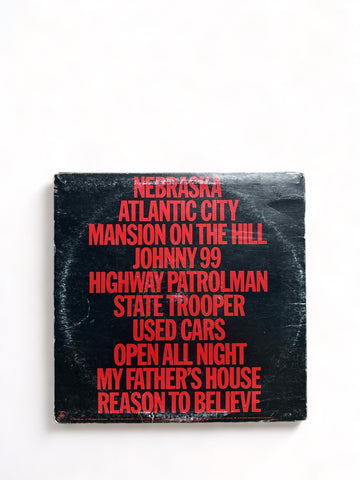 NEBRASKA
ATLANTIC CITY
MANSION ON THE HILL
JOHNNY 99
HIGHWAY PATROLMAN
STATE TROOPER
USED CARS
OPEN ALL NIGHT
MY FATHER'S HOUSE
REASON TO BELIEVE